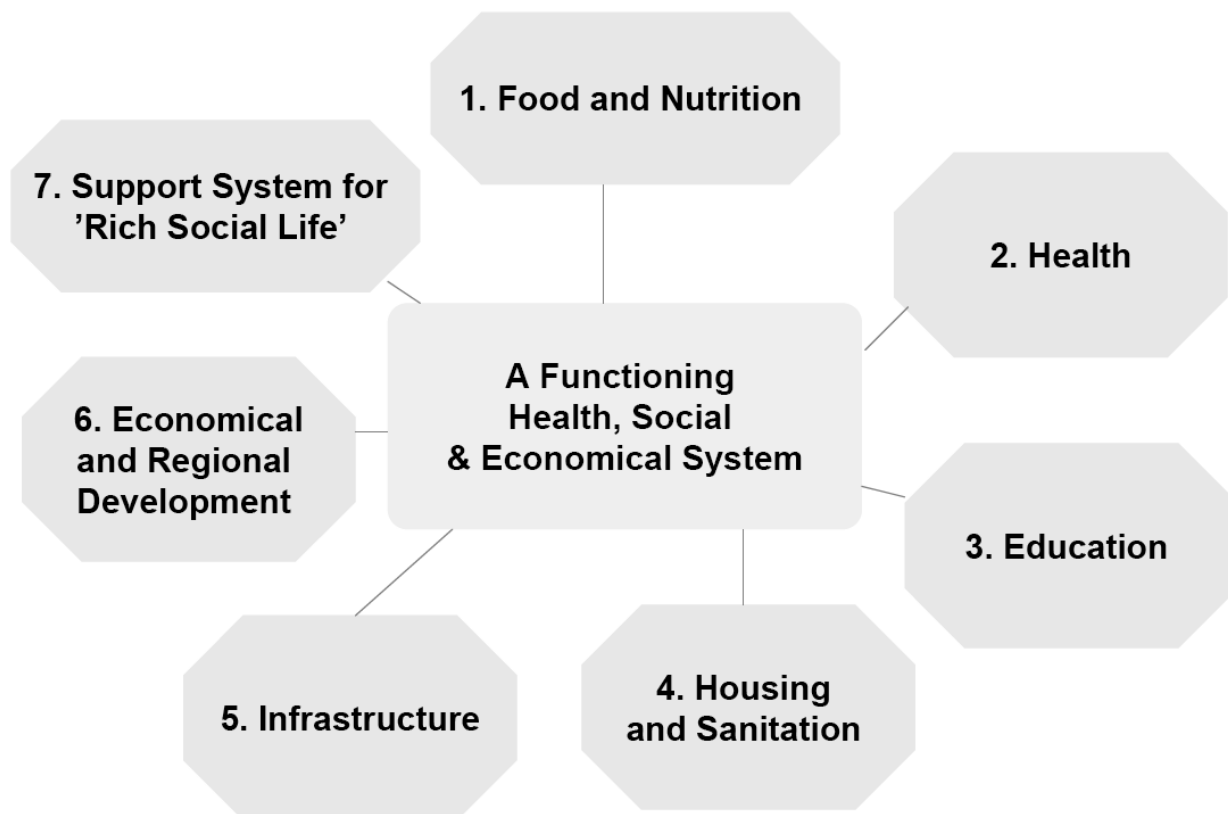 1. Food and Nutrition
2. Health
3. Education
4. Housing
and Sanitation
5. Infrastructure
6. Economical
and Regional
Development
7. Support System for
’Rich Social Life’
A Functioning
Health, Social
& Economical System